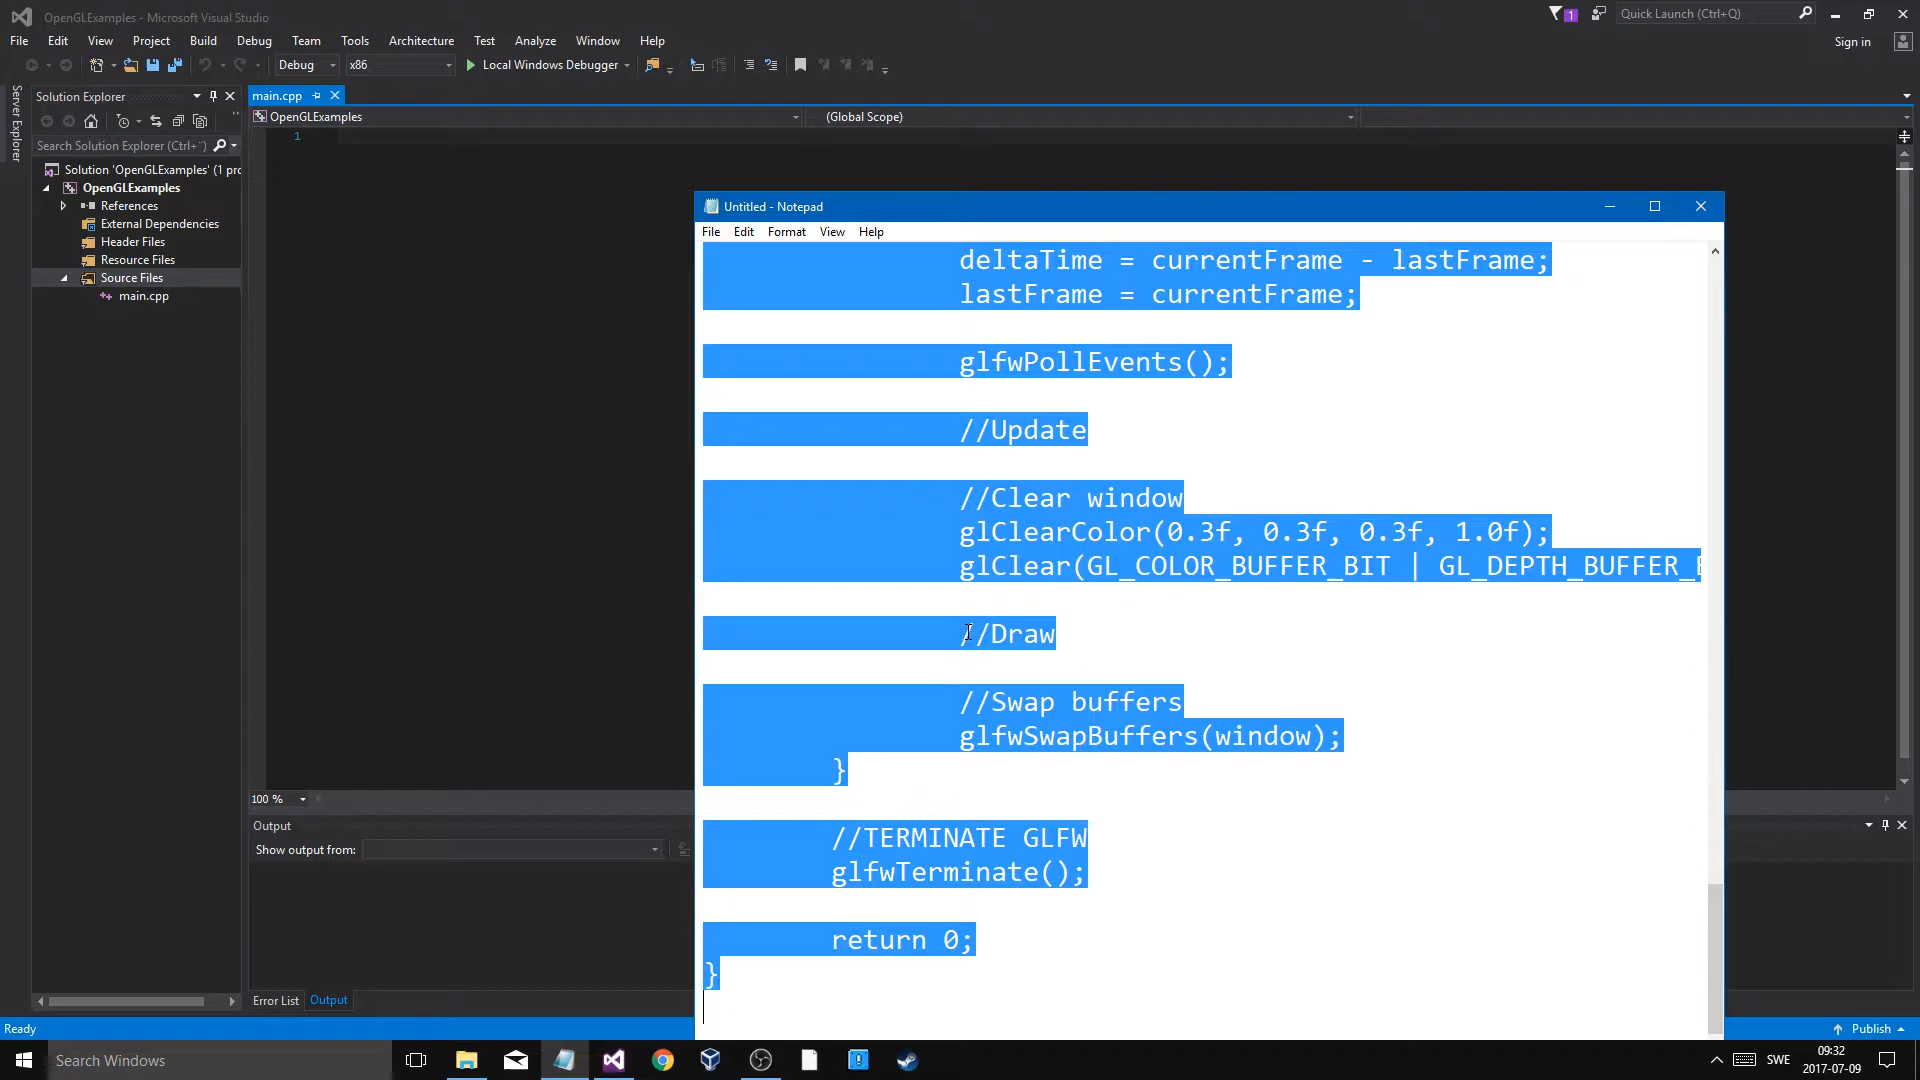 OpenGLExamples - Microsoft Visual Studio
1
Quick Launch (Ctrl+Q)
File Edit View Project Build Debug Team Tools Architecture Test Analyze Window Help
Sign in
Debug x86 Local Windows Debugger
Server Explorer
Solution Explorer
main.cpp
OpenGLExamples
(Global Scope)
Search Solution Explorer (Ctrl+¨)
1
Solution 'OpenGLExamples' (1 pro
OpenGLExamples
References
External Dependencies
Header Files
Resource Files
Source Files
main.cpp
Untitled - Notepad
File Edit Format View Help
deltaTime = currentFrame - lastFrame;
lastFrame = currentFrame;
glfwPollEvents();
//Update
//Clear window
glClearColor(0.3f, 0.3f, 0.3f, 1.0f);
glClear(GL_COLOR_BUFFER_BIT | GL_DEPTH_BUFFER_B
//Draw
//Swap buffers
glfwSwapBuffers(window);
}
//TERMINATE GLFW
glfwTerminate();
return 0;
}
100 %
Output
Show output from:
Error List Output
Ready
Publish
Search Windows
SWE
09:32
2017-07-09